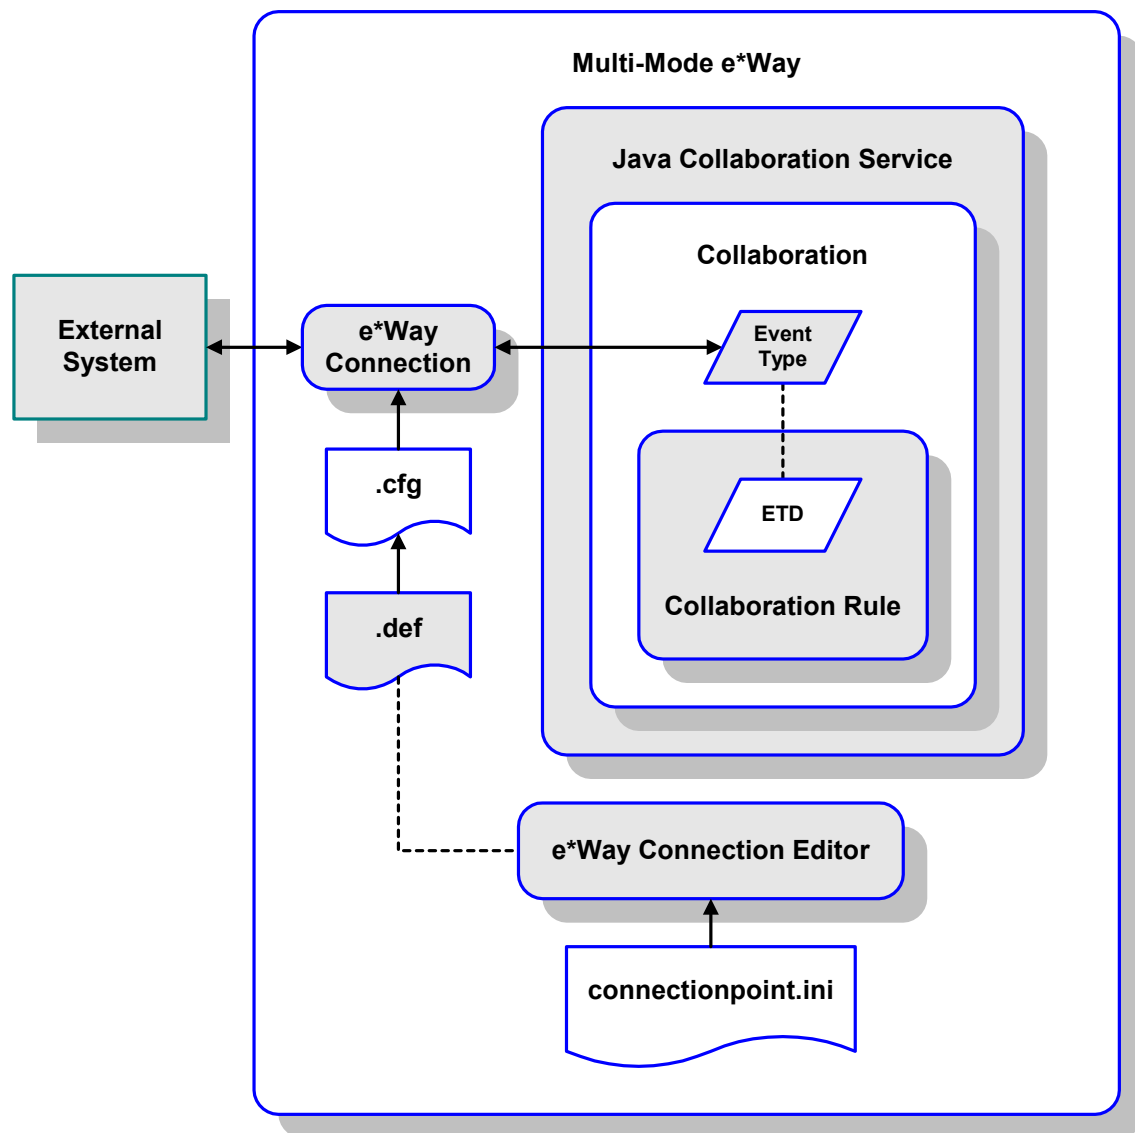 Multi-Mode e*Way
Java Collaboration Service
Collaboration
External
System
e*Way
Connection
Event
Type
.cfg
ETD
.def
Collaboration Rule
e*Way Connection Editor
connectionpoint.ini